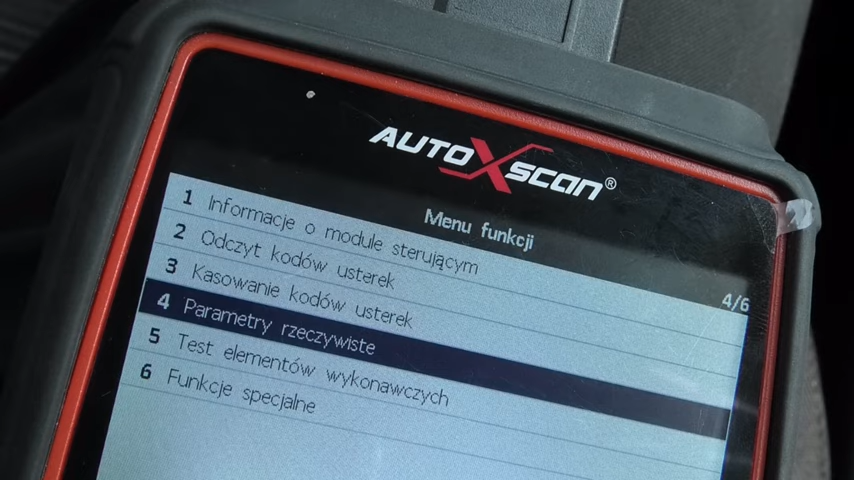 AUTOXSCAN®
Menu funkcji
4/6
1 Informacje o module sterującym
2 Odczyt kodów usterek
3 Kasowanie kodów usterek
4 Parametry rzeczywiste
5 Test elementów wykonawczych
6 Funkcje specjalne